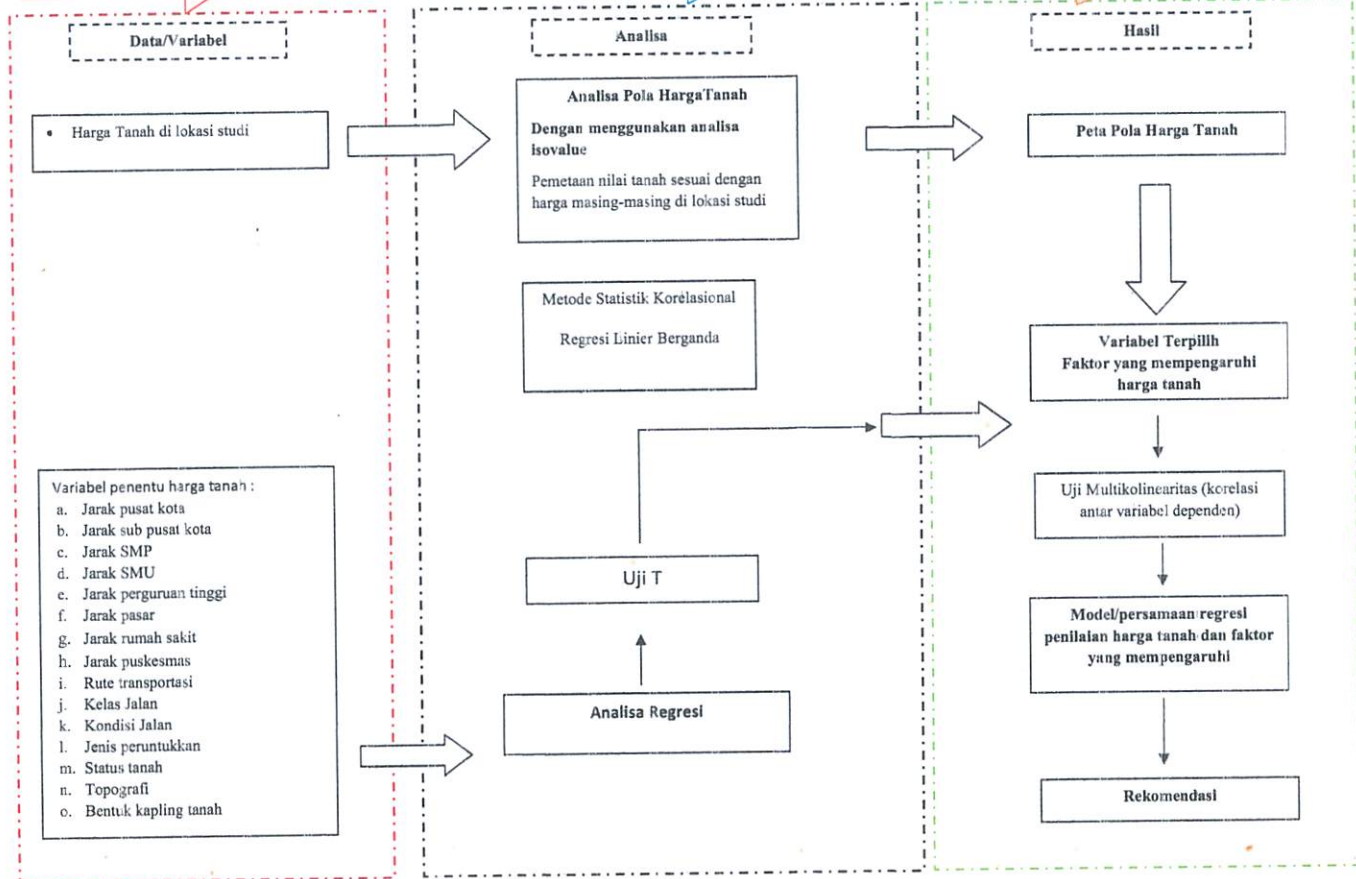 Data/Variabel
• Harga Tanah di lokasi studi
Variabel penentu harga tanah :
a. Jarak pusat kota
b. Jarak sub pusat kota
c. Jarak SMP
d. Jarak SMU
e. Jarak perguruan tinggi
f. Jarak pasar
g. Jarak rumah sakit
h. Jarak puskesmas
i. Rute transportasi
j. Kelas Jalan
k. Kondisi Jalan
l. Jenis peruntukkan
m. Status tanah
n. Topografi
o. Bentuk kapling tanah
Analisa
Analisa Pola HargaTanah
Dengan menggunakan analisa
isovalue
Pemetaan nilai tanah sesuai dengan
harga masing-masing di lokasi studi
Metode Statistik Korelasional
Regresi Linier Berganda
Uji T
Analisa Regresi
Hasil
Peta Pola Harga Tanah
Variabel Terpilih
Faktor yang mempengaruhi
harga tanah
Uji Multikolinearitas (korelasi
antar variabel dependen)
Model/persamaan regresi
penilaian harga tanah dan faktor
yang mempengaruhi
Rekomendasi